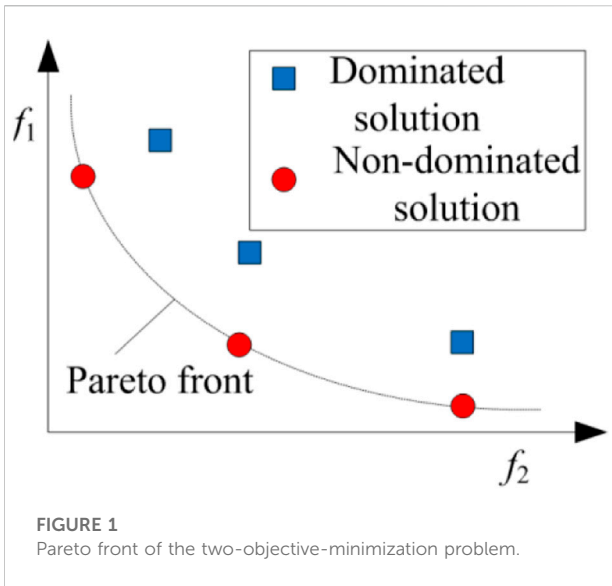 f1
Dominated
solution
Non-dominated
solution
Pareto front
f2
FIGURE 1
Pareto front of the two-objective-minimization problem.